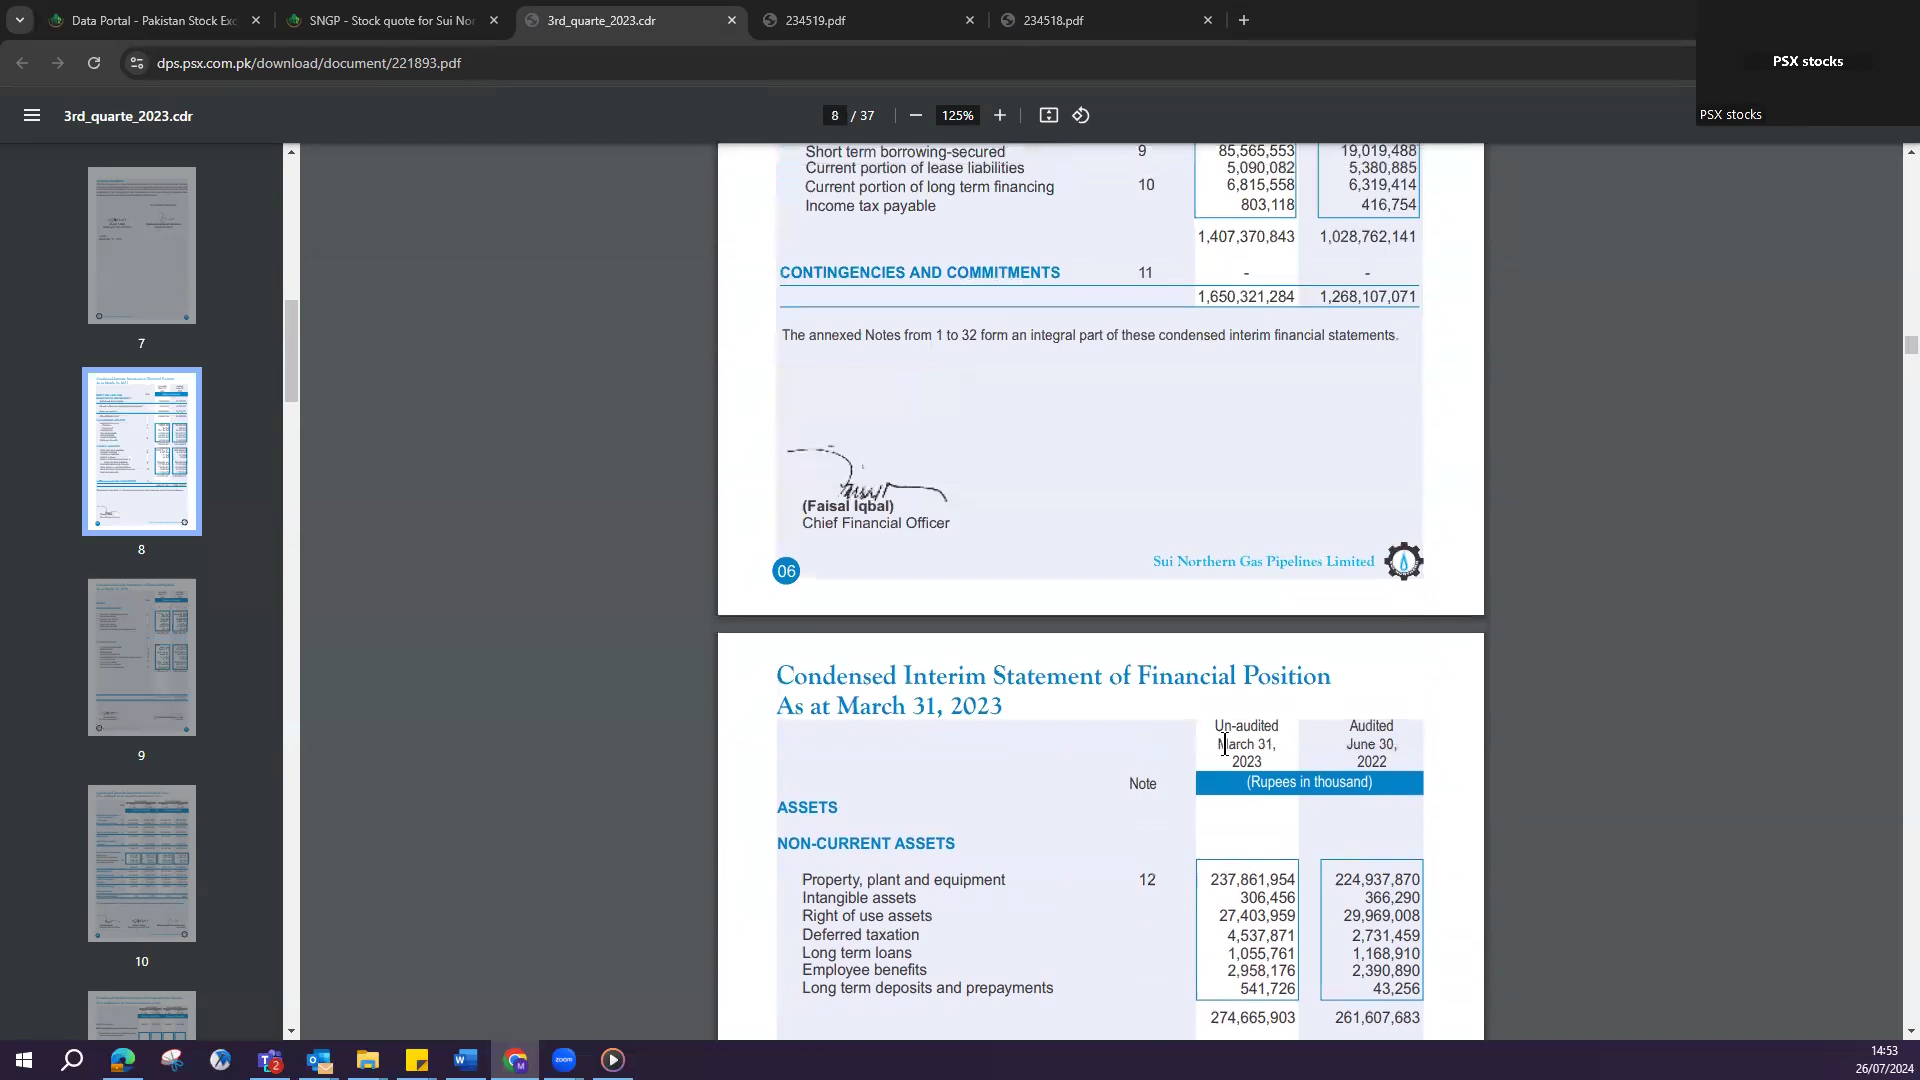 Data Portal - Pakistan Stock Exc
SNGP - Stock quote for Sui Nor
3rd_quarte_2023.cdr
234519.pdf
234518.pdf
dps.psx.com.pk/download/document/221893.pdf
PSX stocks
PSX stocks
3rd_quarte_2023.cdr
8 / 37
125%
Short term borrowing-secured 9 85,565,553 19,019,488
Current portion of lease liabilities 5,090,082 5,380,885
Current portion of long term financing 10 6,815,558 6,319,414
Income tax payable 803,118 416,754
1,407,370,843 1,028,762,141
CONTINGENCIES AND COMMITMENTS 11 - -
1,650,321,284 1,268,107,071
The annexed Notes from 1 to 32 form an integral part of these condensed interim financial statements.
(Faisal Iqbal)
Chief Financial Officer
06
Sui Northern Gas Pipelines Limited
Condensed Interim Statement of Financial Position
As at March 31, 2023
Un-audited Audited
March 31, June 30,
2023 2022
Note (Rupees in thousand)
ASSETS
NON-CURRENT ASSETS
Property, plant and equipment 12 237,861,954 224,937,870
Intangible assets 306,456 366,290
Right of use assets 27,403,959 29,969,008
Deferred taxation 4,537,871 2,731,459
Long term loans 1,055,761 1,168,910
Employee benefits 2,958,176 2,390,890
Long term deposits and prepayments 541,726 43,256
274,665,903 261,607,683
7
8
9
10
2
zoom
14:53
26/07/2024